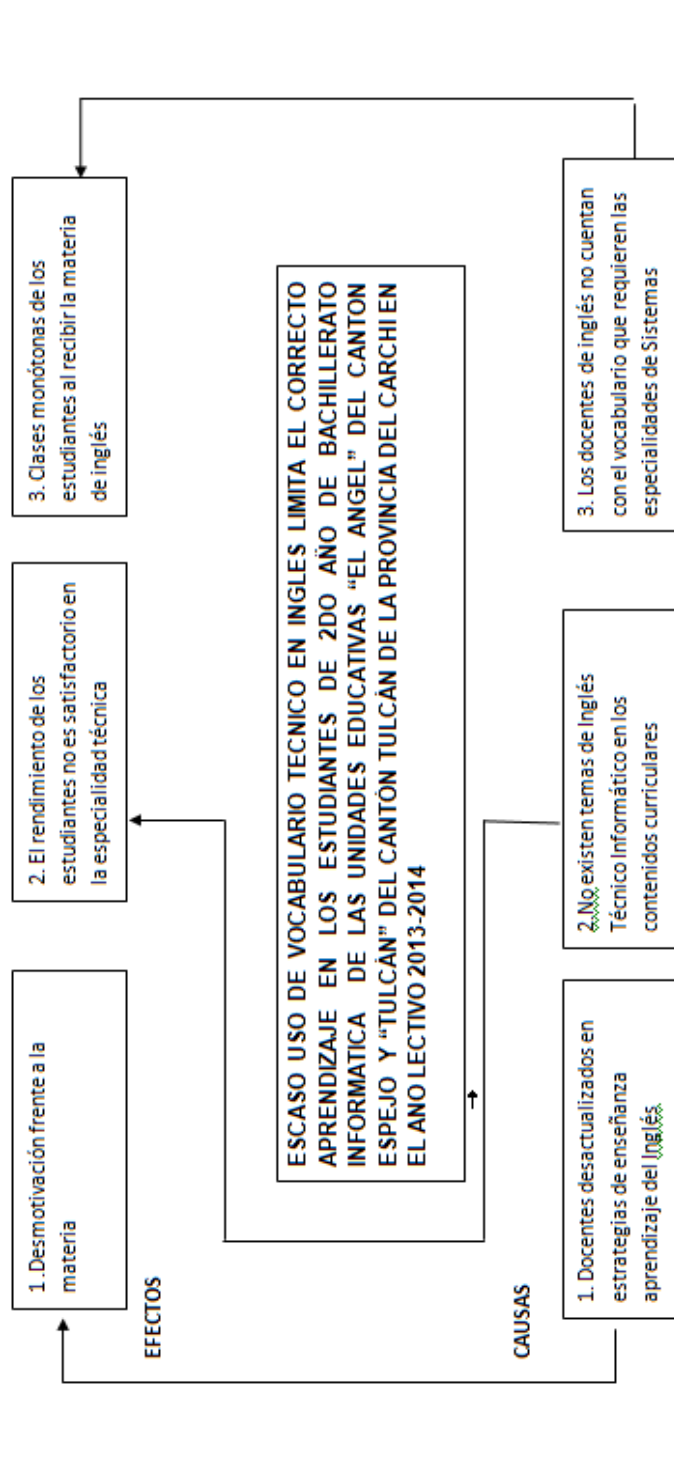 1. Desmotivación frente a la
materia
2. El rendimiento de los
estudiantes no es satisfactorio en
la especialidad técnica
3. Clases monótonas de los
estudiantes al recibir la materia
de inglés
EFECTOS
ESCASO USO DE VOCABULARIO TECNICO EN INGLES LIMITA EL CORRECTO
APRENDIZAJE EN LOS ESTUDIANTES DE 2DO AÑO DE BACHILLERATO
INFORMATICA DE LAS UNIDADES EDUCATIVAS “EL ANGEL” DEL CANTON
ESPEJO Y “TULCÁN” DEL CANTÓN TULCÁN DE LA PROVINCIA DEL CARCHI EN
EL AÑO LECTIVO 2013-2014
CAUSAS
1. Docentes desactualizados en
estrategias de enseñanza
aprendizaje del Inglés
2.No existen temas de Inglés
Técnico Informático en los
contenidos curriculares
3. Los docentes de inglés no cuentan
con el vocabulario que requieren las
especialidades de Sistemas